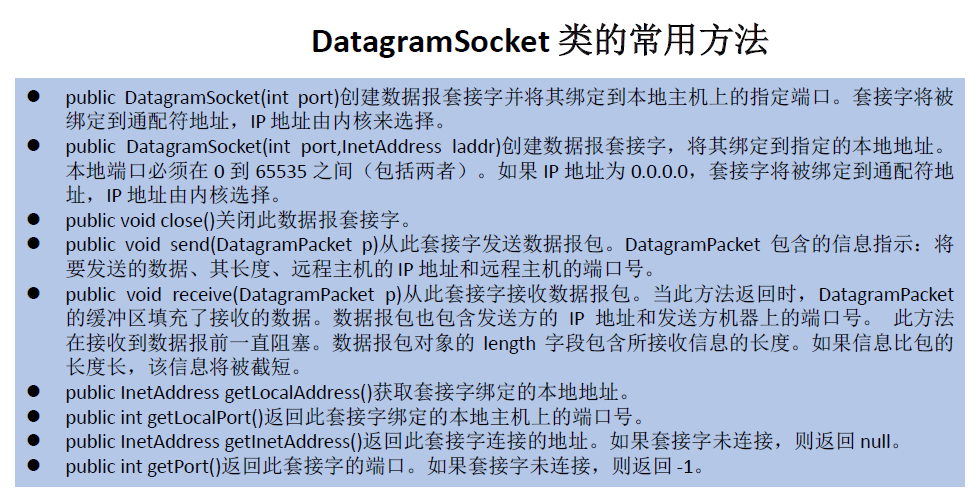 DatagramSocket 类的常用方法
● public DatagramSocket(int port)创建数据报套接字并将其绑定到本地主机上的指定端口。套接字将被
绑定到通配符地址，IP 地址由内核来选择。
● public DatagramSocket(int port,InetAddress laddr)创建数据报套接字，将其绑定到指定的本地地址。
本地端口必须在 0 到 65535 之间（包括两者）。如果 IP 地址为 0.0.0.0，套接字将被绑定到通配符地
址，IP 地址由内核选择。
● public void close()关闭此数据报套接字。
● public void send(DatagramPacket p)从此套接字发送数据报包。DatagramPacket 包含的信息指示：将
要发送的数据、其长度、远程主机的 IP 地址和远程主机的端口号。
● public void receive(DatagramPacket p)从此套接字接收数据报包。当此方法返回时，DatagramPacket
的缓冲区填充了接收的数据。数据报包也包含发送方的 IP 地址和发送方机器上的端口号。 此方法
在接收到数据报前一直阻塞。数据报包对象的 length 字段包含所接收信息的长度。如果信息比包的
长度长，该信息将被截短。
● public InetAddress getLocalAddress()获取套接字绑定的本地地址。
● public int getLocalPort()返回此套接字绑定的本地主机上的端口号。
● public InetAddress getInetAddress()返回此套接字连接的地址。如果套接字未连接，则返回 null。
● public int getPort()返回此套接字的端口。如果套接字未连接，则返回 -1。